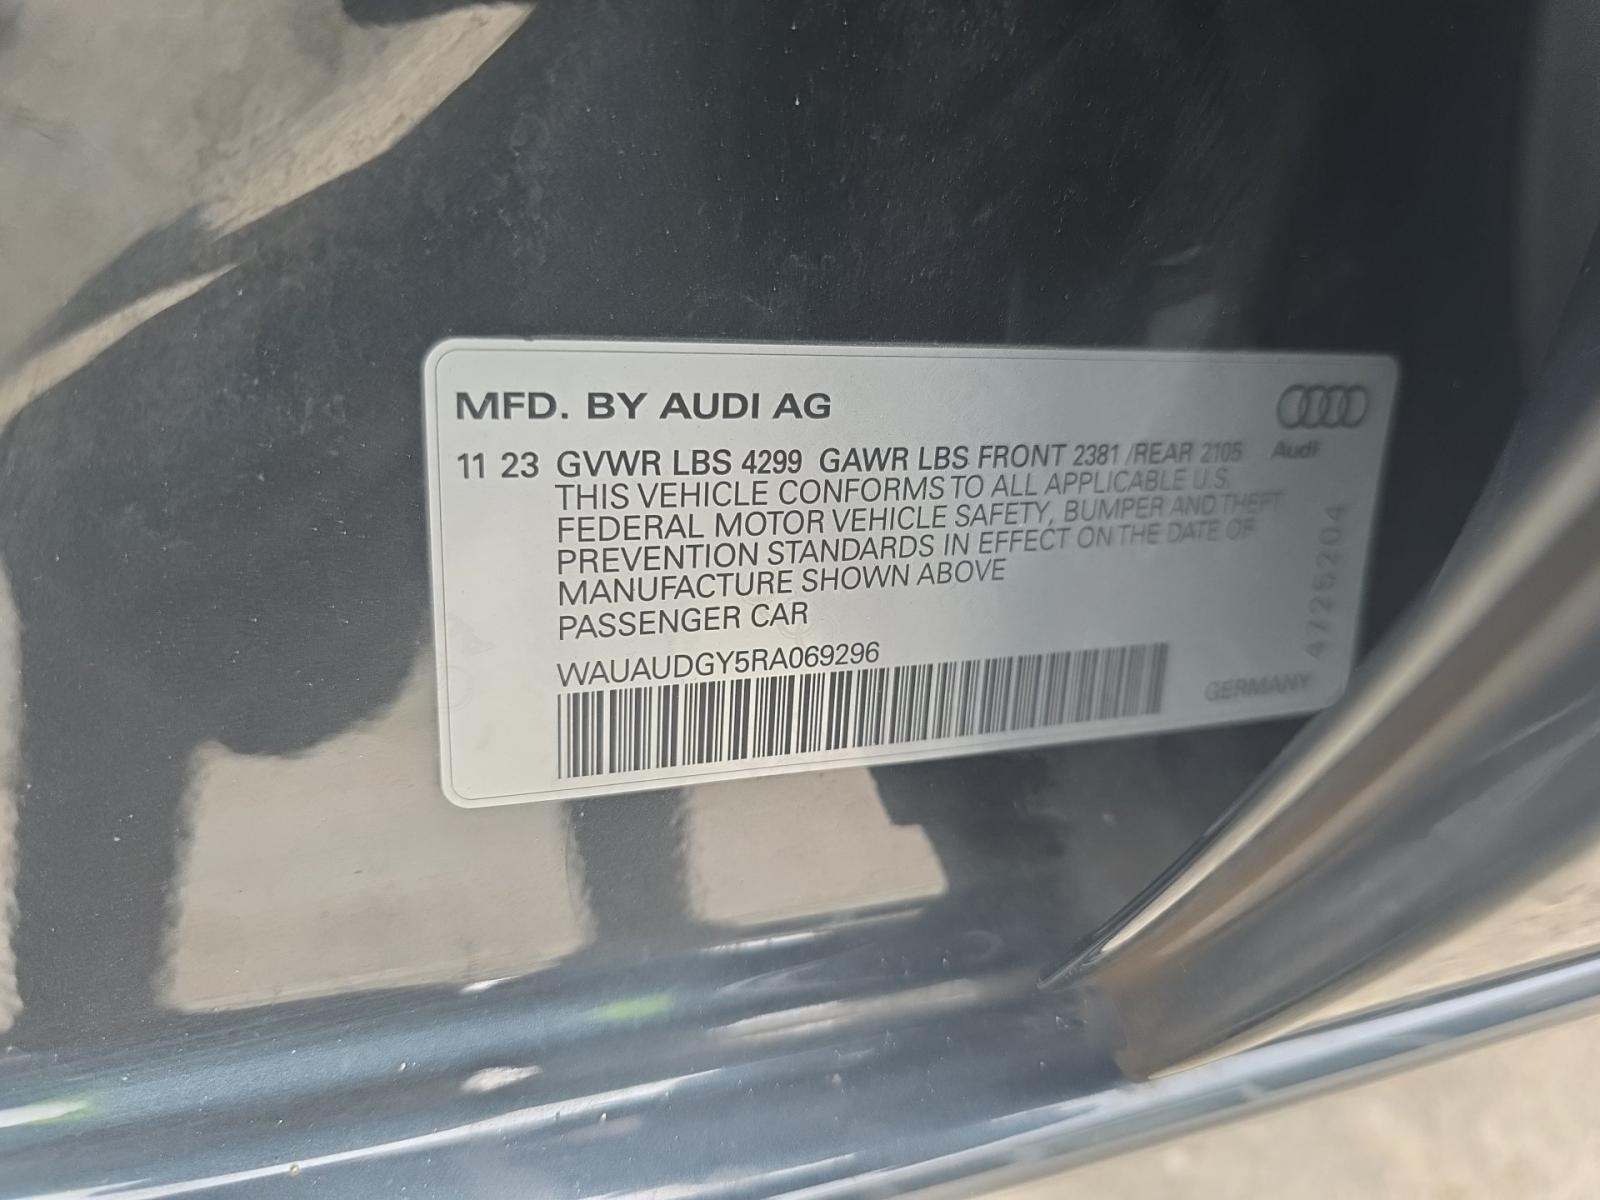 MFD. BY AUDI AG
11 23 GVWR LBS 4299 GAWR LBS FRONT 2381 /REAR 2105
Audi
THIS VEHICLE CONFORMS TO ALL APPLICABLE U.S.
FEDERAL MOTOR VEHICLE SAFETY, BUMPER AND THEFT
PREVENTION STANDARDS IN EFFECT ON THE DATE OF
MANUFACTURE SHOWN ABOVE
PASSENGER CAR
WAUAUDGY5RA069296
GERMANY
4725204